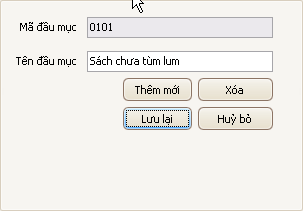 Mã đầu mục 0101
Tên đầu mục Sách chưa tùm lum
Thêm mới Xóa
Lưu lại Huỷ bỏ